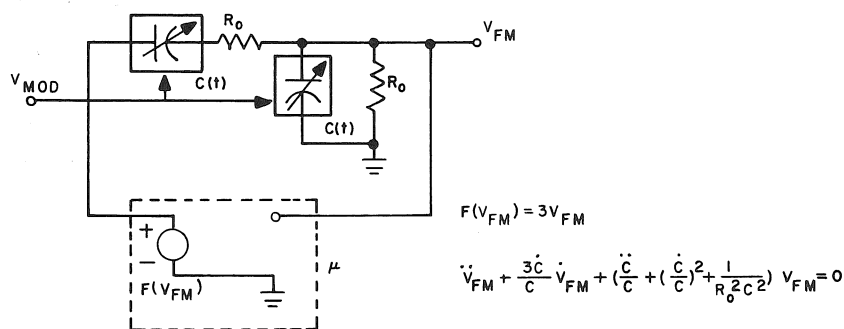 R₀
V_FM
V_MOD
C(t)
R₀
C(t)
+
−
F(V_FM)
μ
F(V_FM) = 3V_FM
V̈_FM + 3Ċ/C V̇_FM + (C̈/C + (Ċ/C)² + 1/R₀²C²) V_FM = 0